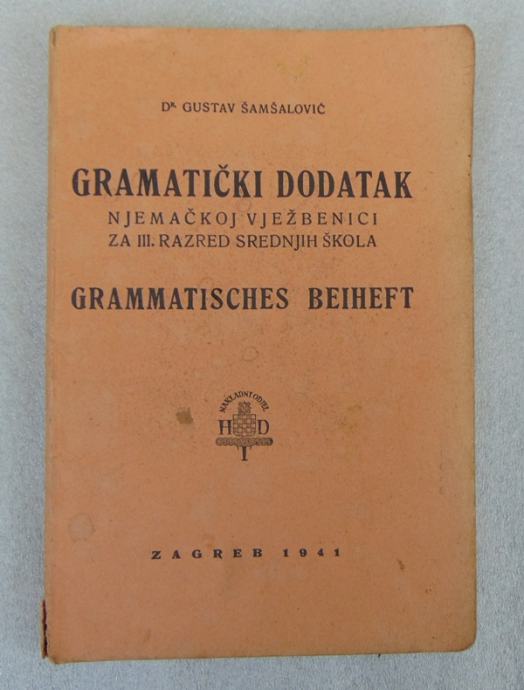 Dr. GUSTAV ŠAMŠALOVIĆ
GRAMATIČKI DODATAK
NJEMAČKOJ VJEŽBENICI
ZA III. RAZRED SREDNJIH ŠKOLA
GRAMMATISCHES BEIHEFT
NAKLADNI ODJEL
H D
T
ZAGREB 1941